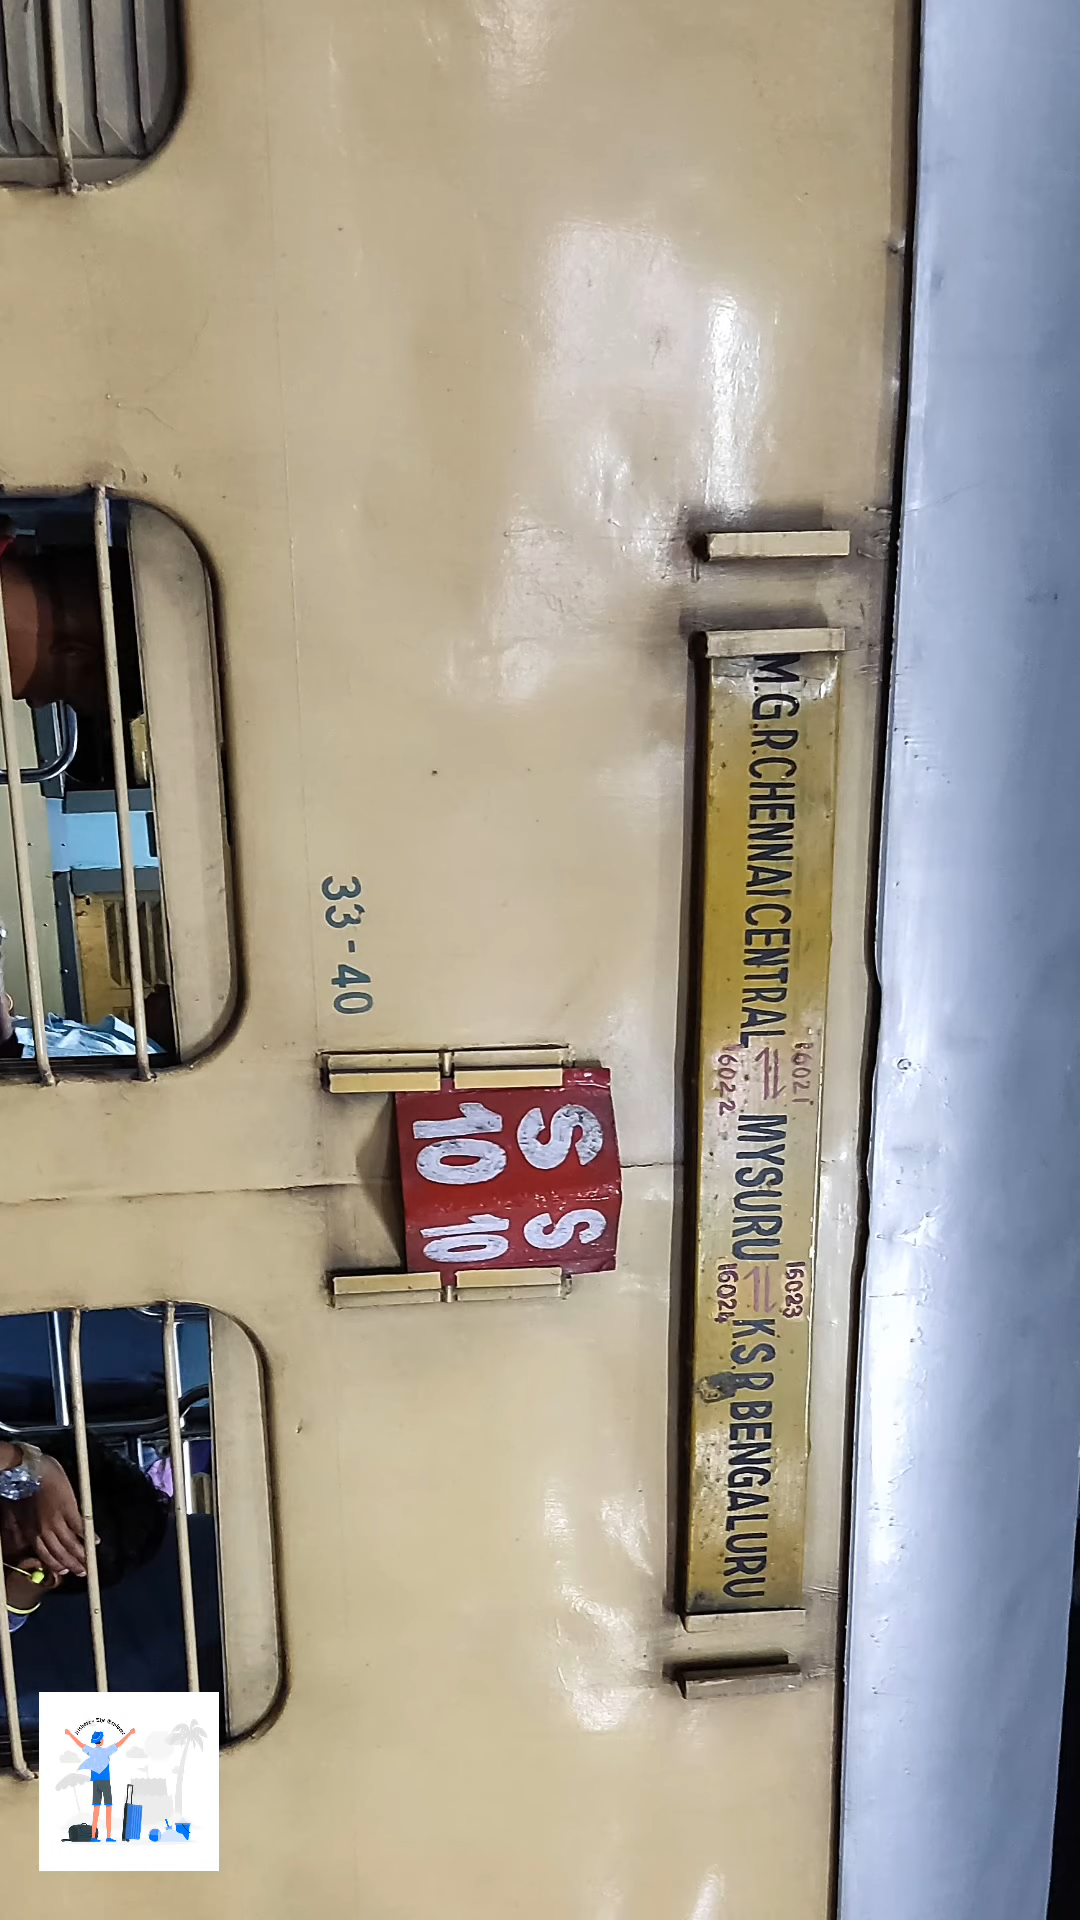 16021 16023
M.G.R.CHENNAI CENTRAL ⇌ MYSURU ⇌ K.S.R BENGALURU
16022 16024
S S
10 10
33-40